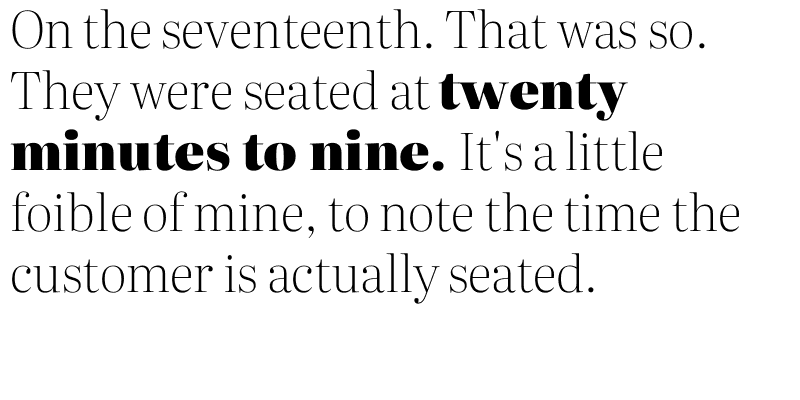 On the seventeenth. That was so.
They were seated at twenty
minutes to nine. It's a little
foible of mine, to note the time the
customer is actually seated.